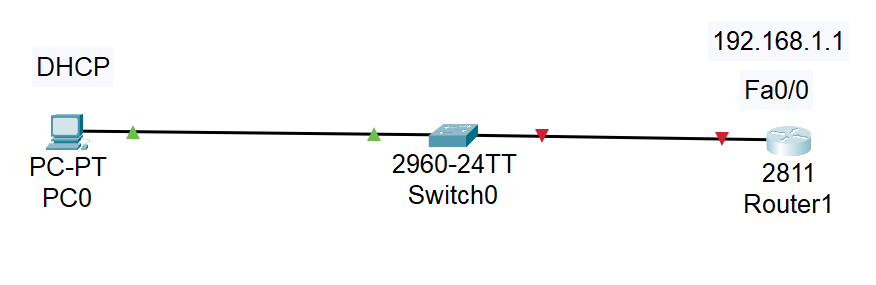 DHCP
PC-PT
PC0
2960-24TT
Switch0
192.168.1.1
Fa0/0
2811
Router1